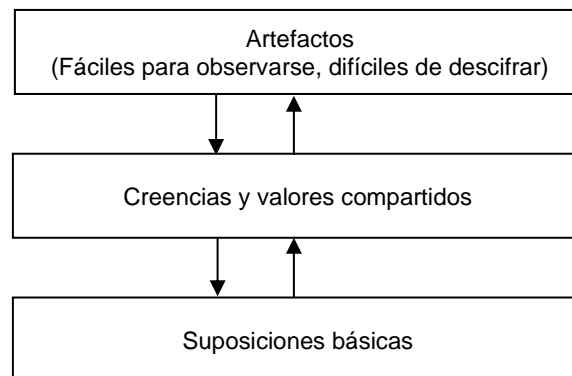 Artefactos
(Fáciles para observarse, difíciles de descifrar)
Creencias y valores compartidos
Suposiciones básicas